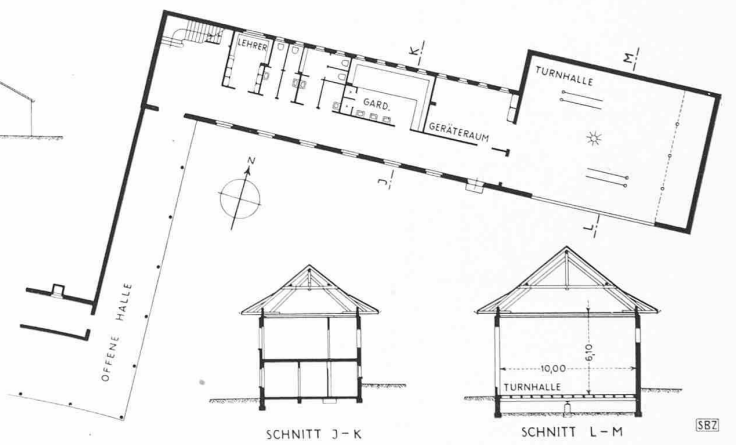 LEHRER
K
M
TURNHALLE
GARD.
GERÄTERAUM
N
J
L
OFFENE HALLE
10,00
6,10
TURNHALLE
SCHNITT J-K
SCHNITT L-M
SBZ